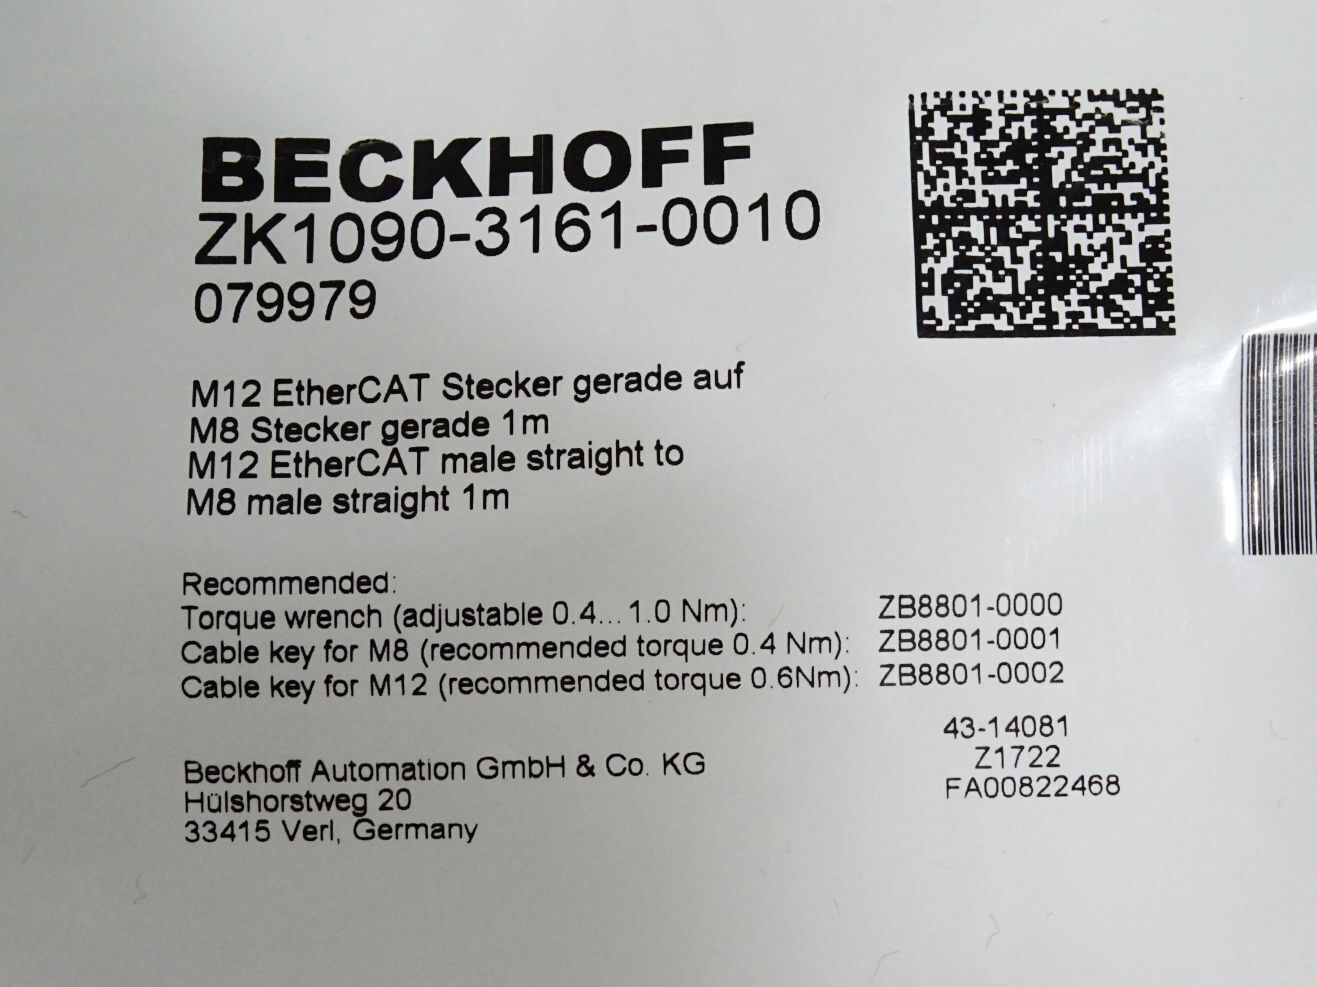 BECKHOFF
ZK1090-3161-0010
079979
M12 EtherCAT Stecker gerade auf
M8 Stecker gerade 1m
M12 EtherCAT male straight to
M8 male straight 1m
Recommended:
Torque wrench (adjustable 0.4...1.0 Nm): ZB8801-0000
Cable key for M8 (recommended torque 0.4 Nm): ZB8801-0001
Cable key for M12 (recommended torque 0.6Nm): ZB8801-0002
43-14081
Z1722
FA00822468
Beckhoff Automation GmbH & Co. KG
Hülshorstweg 20
33415 Verl, Germany